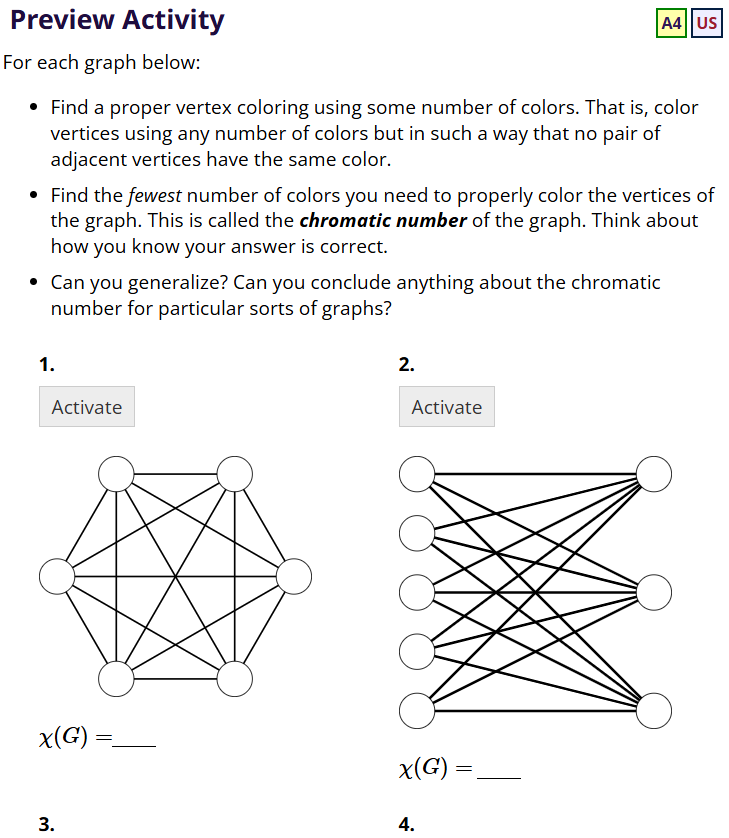 Preview Activity
A4 US
For each graph below:
• Find a proper vertex coloring using some number of colors. That is, color
vertices using any number of colors but in such a way that no pair of
adjacent vertices have the same color.
• Find the fewest number of colors you need to properly color the vertices of
the graph. This is called the chromatic number of the graph. Think about
how you know your answer is correct.
• Can you generalize? Can you conclude anything about the chromatic
number for particular sorts of graphs?
1.
Activate
χ(G) =____
2.
Activate
χ(G) =____
3.
4.